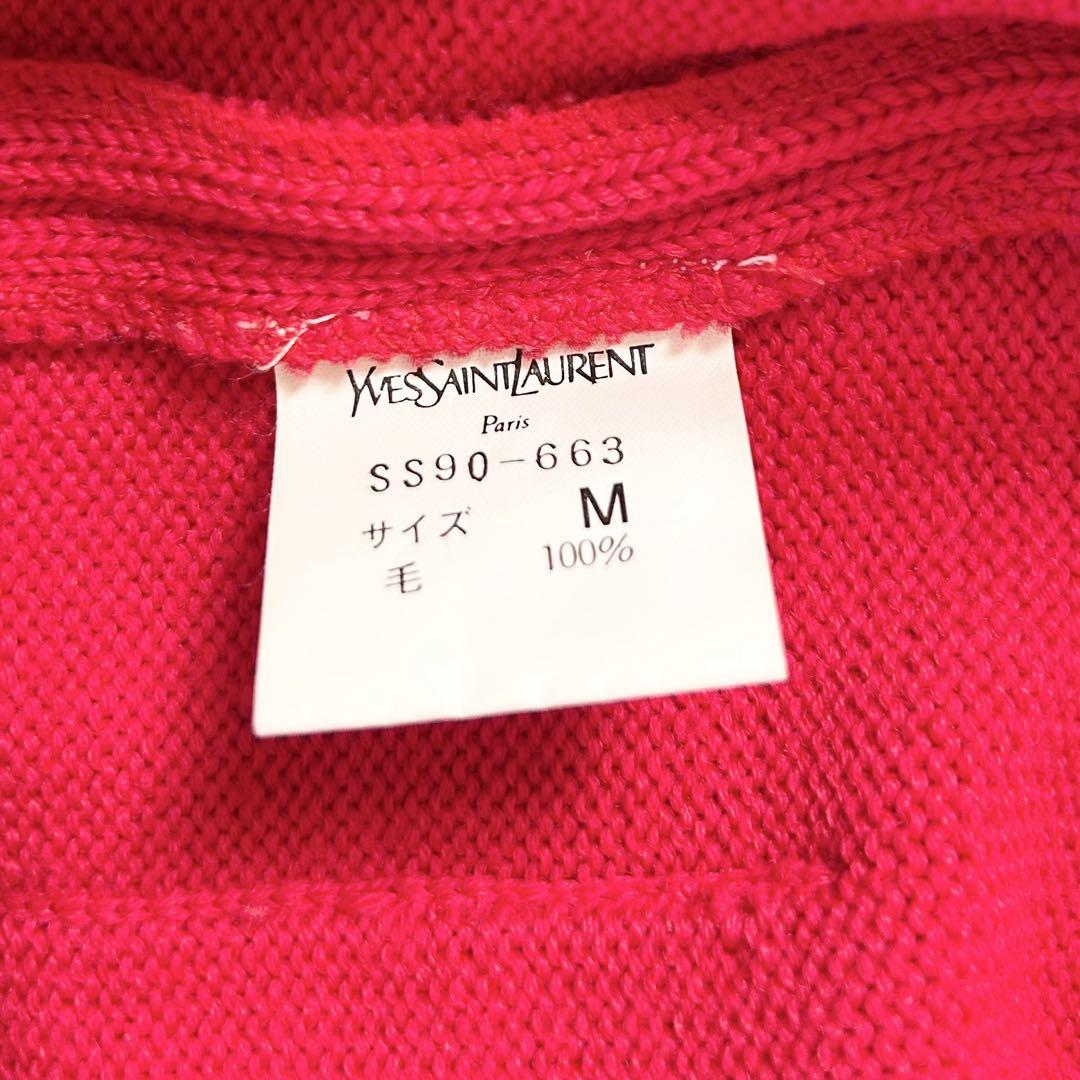 YVESSAINTLAURENT
Paris
SS90-663
サイズ M
毛 100%